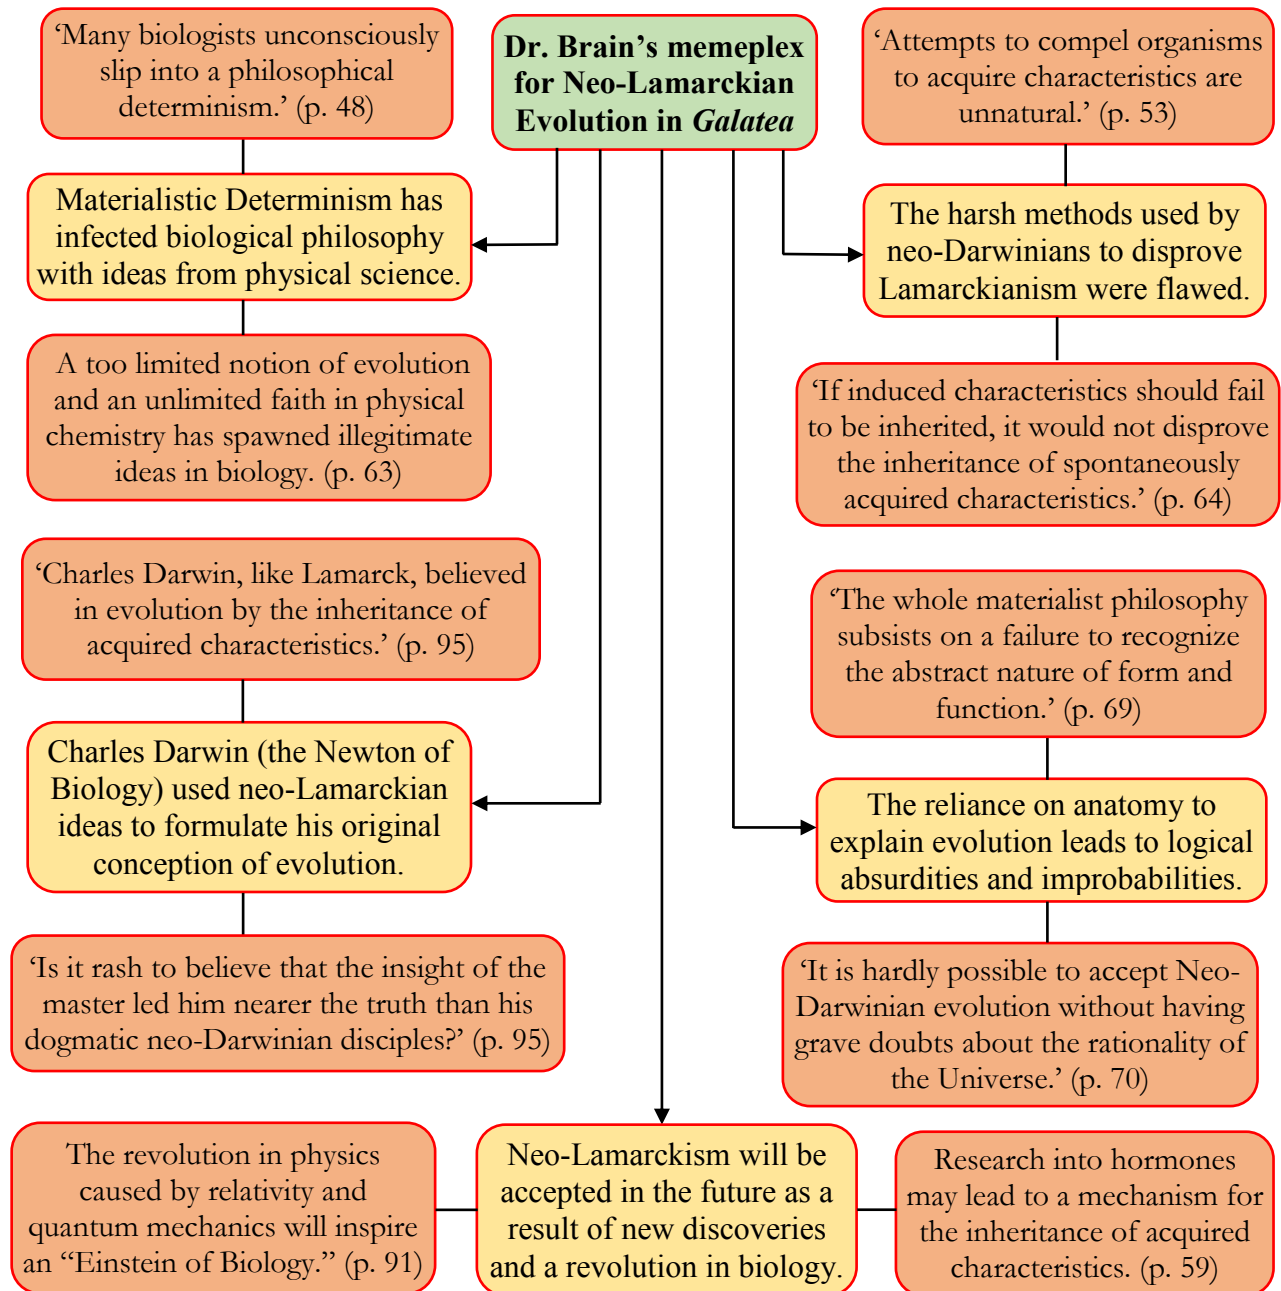 Dr. Brain’s memeplex
for Neo-Lamarckian
Evolution in Galatea
‘Many biologists unconsciously
slip into a philosophical
determinism.’ (p. 48)
Materialistic Determinism has
infected biological philosophy
with ideas from physical science.
A too limited notion of evolution
and an unlimited faith in physical
chemistry has spawned illegitimate
ideas in biology. (p. 63)
‘Attempts to compel organisms
to acquire characteristics are
unnatural.’ (p. 53)
The harsh methods used by
neo-Darwinians to disprove
Lamarckianism were flawed.
‘If induced characteristics should fail
to be inherited, it would not disprove
the inheritance of spontaneously
acquired characteristics.’ (p. 64)
‘Charles Darwin, like Lamarck, believed
in evolution by the inheritance of
acquired characteristics.’ (p. 95)
Charles Darwin (the Newton of
Biology) used neo-Lamarckian
ideas to formulate his original
conception of evolution.
‘Is it rash to believe that the insight of the
master led him nearer the truth than his
dogmatic neo-Darwinian disciples?’ (p. 95)
‘The whole materialist philosophy
subsists on a failure to recognize
the abstract nature of form and
function.’ (p. 69)
The reliance on anatomy to
explain evolution leads to logical
absurdities and improbabilities.
‘It is hardly possible to accept Neo-
Darwinian evolution without having
grave doubts about the rationality of
the Universe.’ (p. 70)
The revolution in physics
caused by relativity and
quantum mechanics will inspire
an “Einstein of Biology.” (p. 91)
Neo-Lamarckism will be
accepted in the future as a
result of new discoveries
and a revolution in biology.
Research into hormones
may lead to a mechanism for
the inheritance of acquired
characteristics. (p. 59)